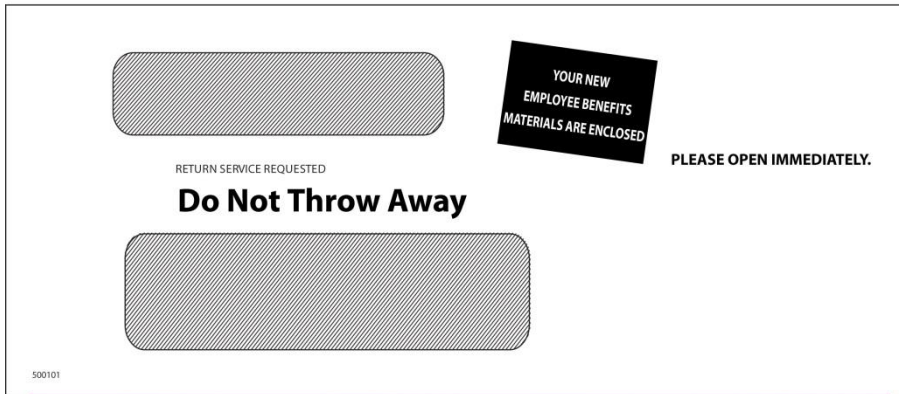 YOUR NEW
EMPLOYEE BENEFITS
MATERIALS ARE ENCLOSED
PLEASE OPEN IMMEDIATELY.
RETURN SERVICE REQUESTED
Do Not Throw Away
500101